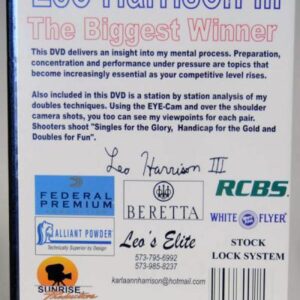 Leo Harrison III
The Biggest Winner
This DVD delivers an insight into my mental process. Preparation,
concentration and performance under pressure are topics that
become increasingly essential as your competitive level rises.
Also included in this DVD is a station by station analysis of my
doubles techniques. Using the EYE-Cam and over the shoulder
camera shots, you too can see my viewpoints for each pair.
Shooters shoot "Singles for the Glory, Handicap for the Gold and
Doubles for Fun".
Leo Harrison III
FEDERAL
PREMIUM
BERETTA
RCBS
ALLIANT POWDER
Technically Superior by Design
WHITE FLYER
Leo's Elite
573-795-6992
573-985-8237
karlaannharrison@hotmail.com
STOCK
LOCK SYSTEM
SUNRISE
Productions